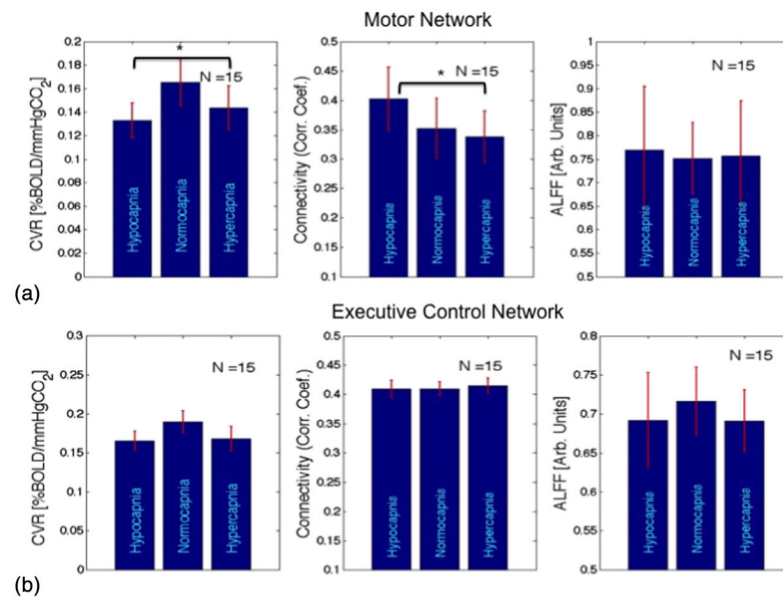 Motor Network
CVR [%BOLD/mmHgCO2]
0.2
0.18
0.16
0.14
0.12
0.1
0.08
0.06
0.04
0.02
0
*
N =15
Hypocapnia
Normocapnia
Hypercapnia
Connectivity (Corr. Coef.)
0.5
0.45
0.4
0.35
0.3
0.25
0.2
0.15
0.1
*
N =15
Hypocapnia
Normocapnia
Hypercapnia
ALFF [Arb. Units]
1
0.95
0.9
0.85
0.8
0.75
0.7
0.65
0.6
0.55
0.5
N =15
Hypocapnia
Normocapnia
Hypercapnia
(a)
Executive Control Network
CVR [%BOLD/mmHgCO2]
0.3
0.25
0.2
0.15
0.1
0.05
0
N =15
Hypocapnia
Normocapnia
Hypercapnia
Connectivity (Corr. Coef.)
0.5
0.45
0.4
0.35
0.3
0.25
0.2
0.15
0.1
N =15
Hypocapnia
Normocapnia
Hypercapnia
ALFF [Arb. Units]
0.8
0.75
0.7
0.65
0.6
0.55
0.5
N =15
Hypocapnia
Normocapnia
Hypercapnia
(b)